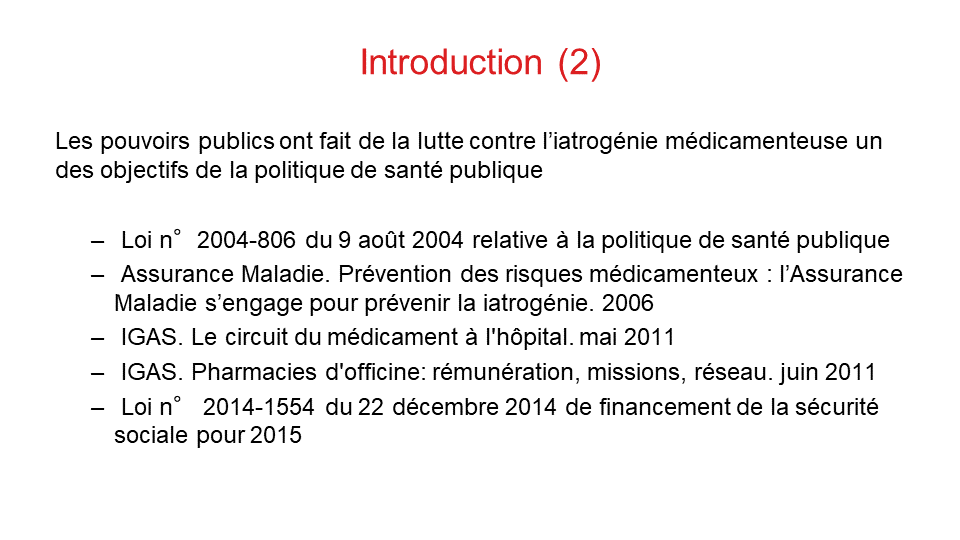 Introduction (2)
Les pouvoirs publics ont fait de la lutte contre l’iatrogénie médicamenteuse un
des objectifs de la politique de santé publique
– Loi n° 2004-806 du 9 août 2004 relative à la politique de santé publique
– Assurance Maladie. Prévention des risques médicamenteux : l’Assurance
Maladie s’engage pour prévenir la iatrogénie. 2006
– IGAS. Le circuit du médicament à l'hôpital. mai 2011
– IGAS. Pharmacies d'officine: rémunération, missions, réseau. juin 2011
– Loi n° 2014-1554 du 22 décembre 2014 de financement de la sécurité
sociale pour 2015